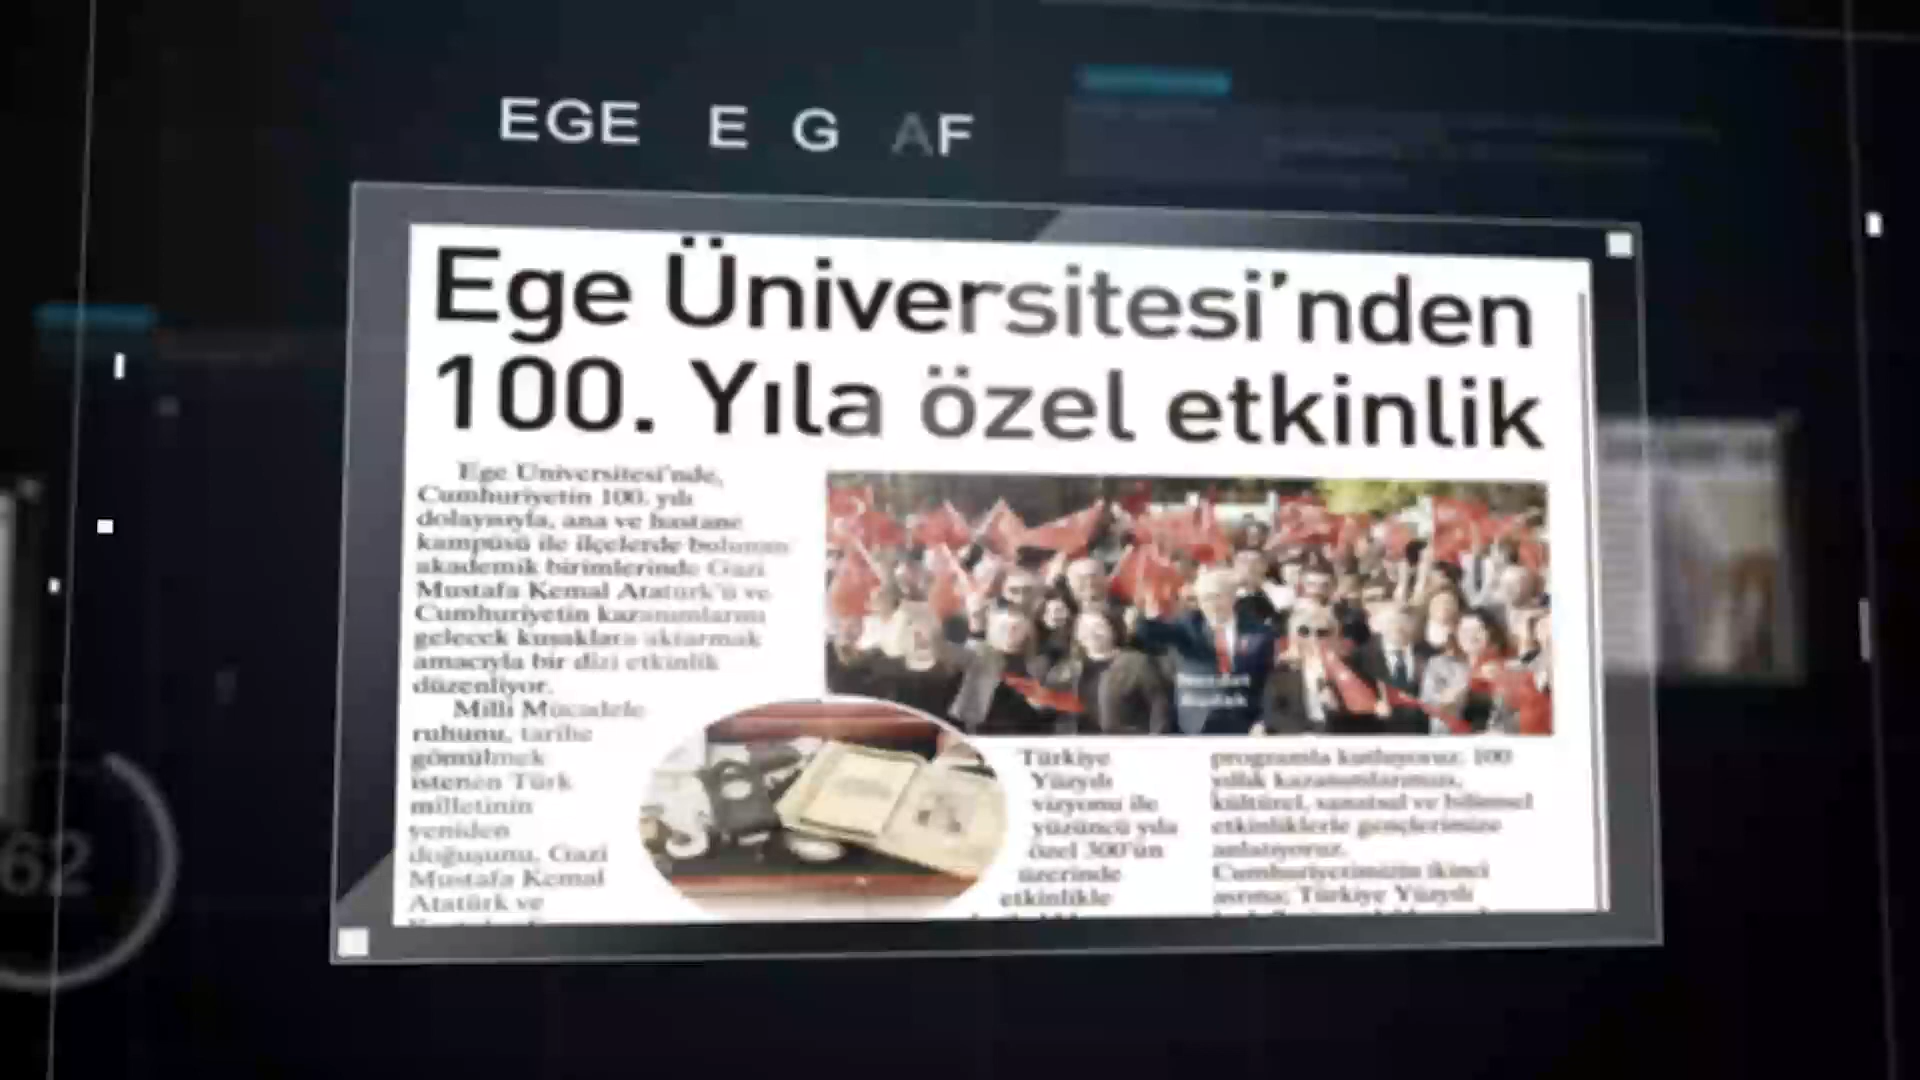 EGE E G AF
Ege Üniversitesi'nden
100. Yıla özel etkinlik
Ege Üniversitesi'nde,
Cumhuriyetin 100. yılı
dolayısıyla, ana ve hastane
kampüsü ile ilçelerde bulunan
akademik birimlerinde Gazi
Mustafa Kemal Atatürk'ü ve
Cumhuriyetin kazanımlarını
gelecek kuşaklara aktarmak
amacıyla bir dizi etkinlik
düzenliyor.
Milli Mücadele
ruhunu, tarihe
gömülmek
istenen Türk
milletinin
yeniden
doğuşunu, Gazi
Mustafa Kemal
Atatürk ve
Necdet
Budak
Türkiye
Yüzyılı
vizyonu ile
yüzüncü yıla
özel 300'ün
üzerinde
etkinlikle
programla kutluyoruz. 100
yıllık kazanımlarımızı,
kültürel, sanatsal ve bilimsel
etkinliklerle gençlerimize
anlatıyoruz.
Cumhuriyetimizin ikinci
asrına; Türkiye Yüzyılı
62